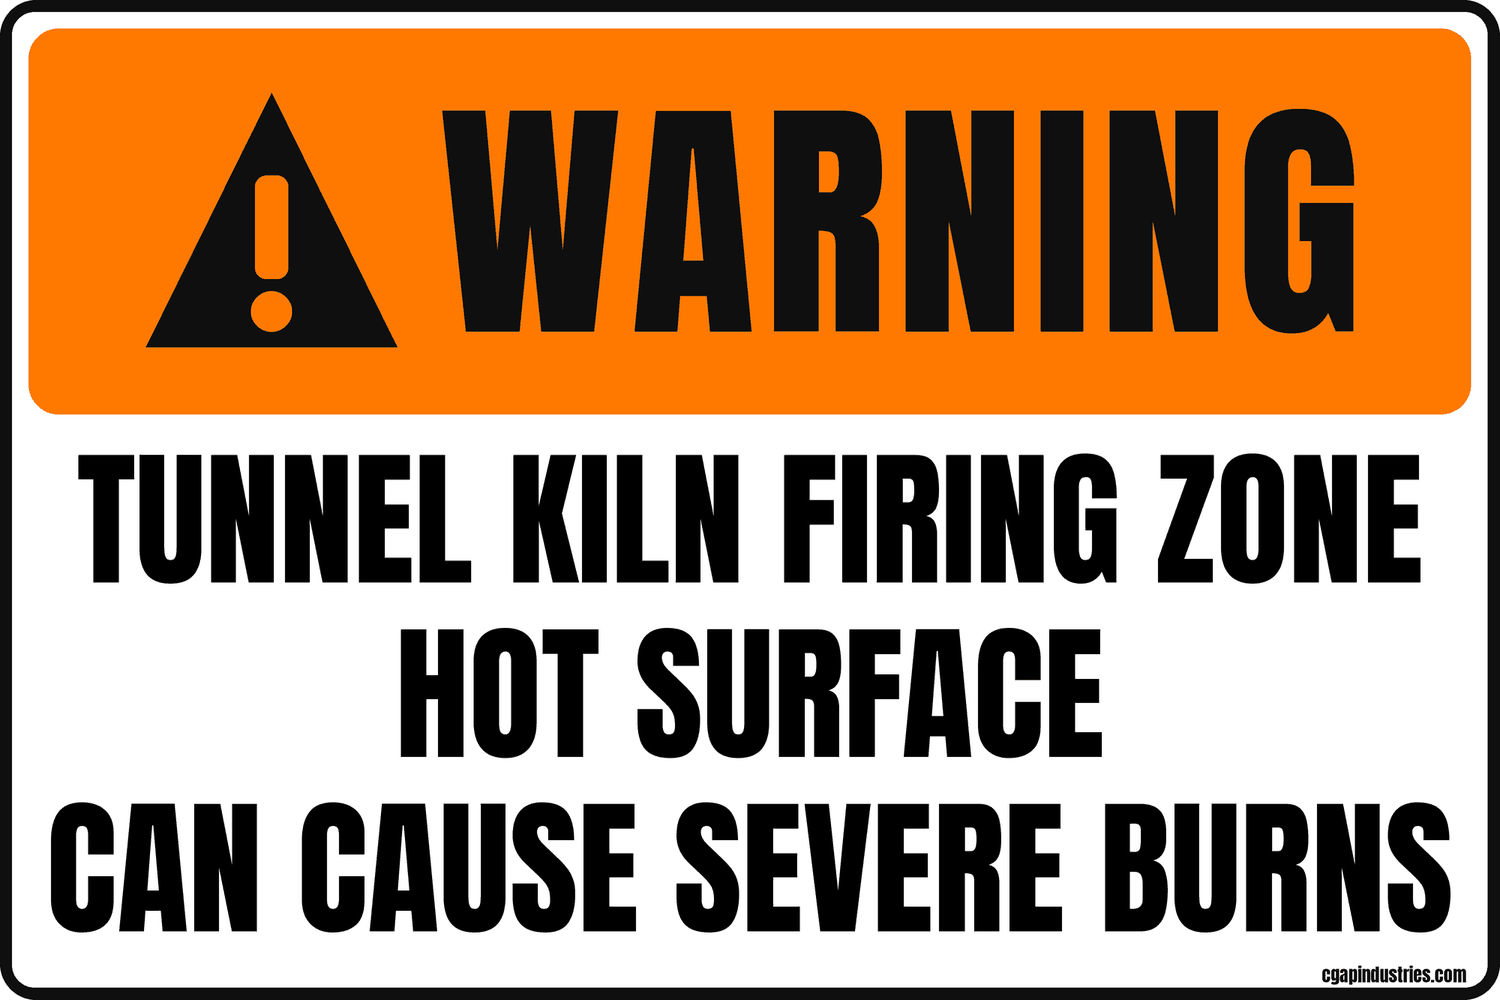 WARNING
TUNNEL KILN FIRING ZONE
HOT SURFACE
CAN CAUSE SEVERE BURNS
cgapindustries.com